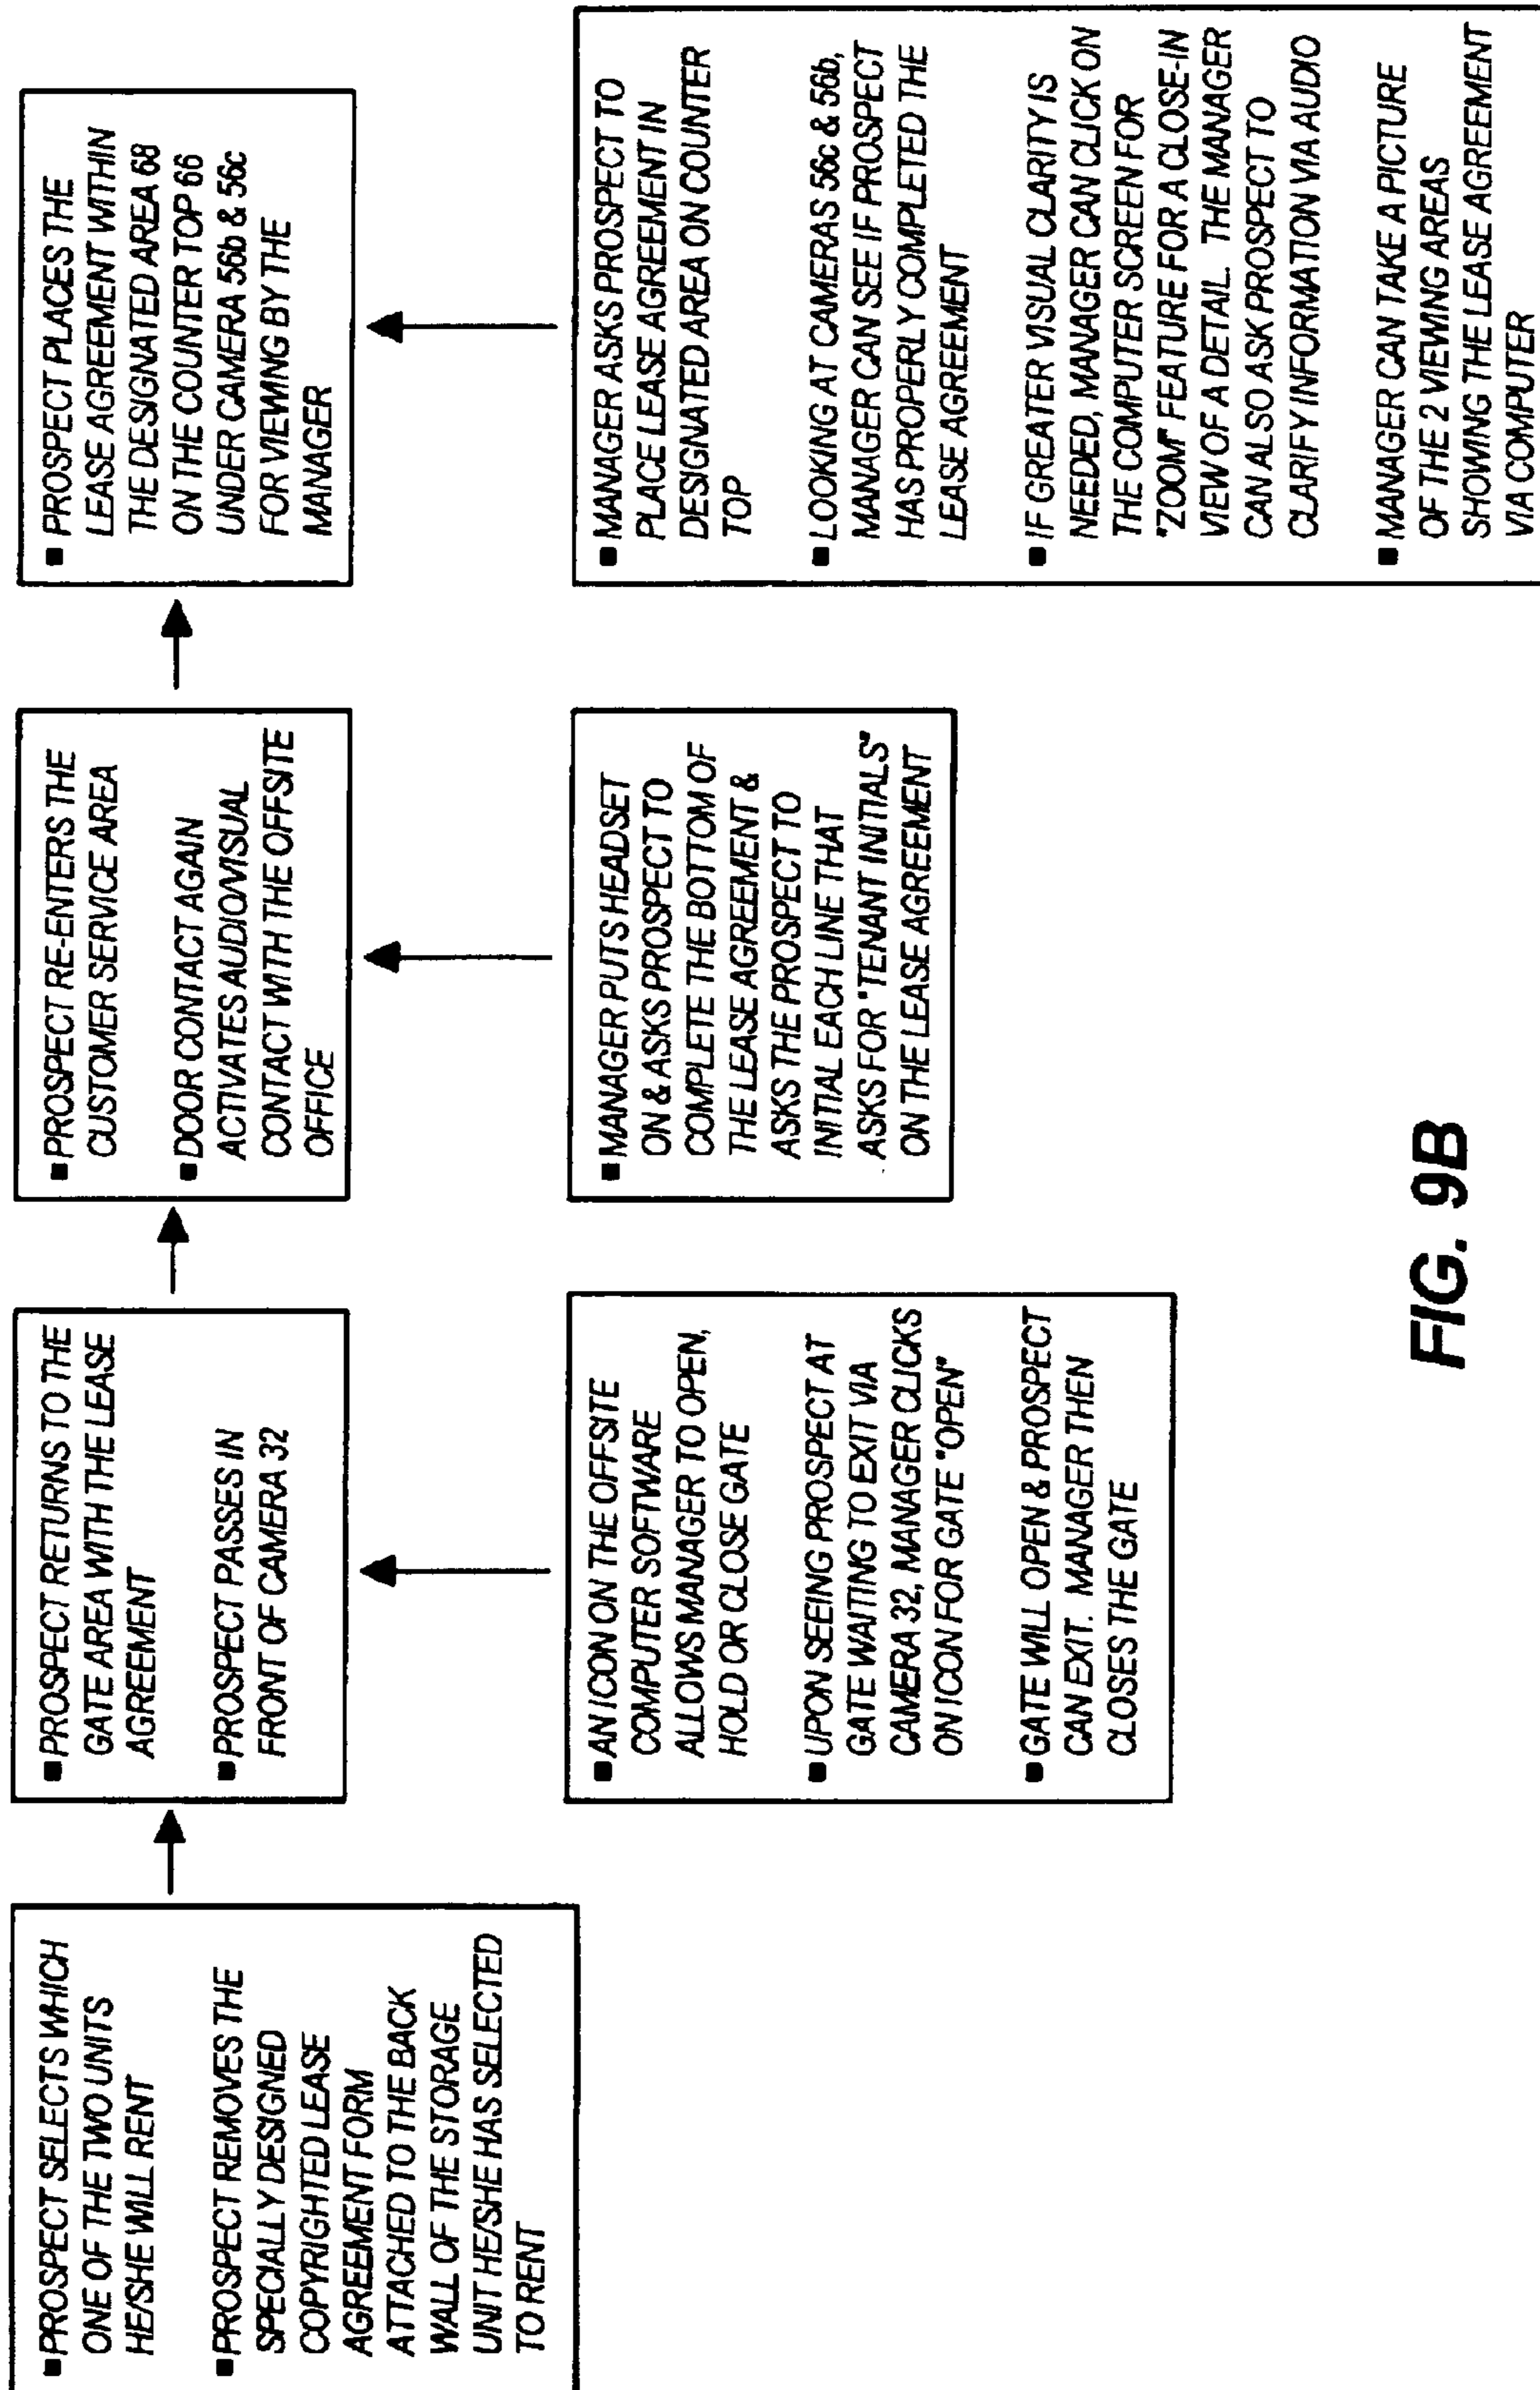 ■ PROSPECT SELECTS WHICH
ONE OF THE TWO UNITS
HE/SHE WILL RENT
■ PROSPECT REMOVES THE
SPECIALLY DESIGNED
COPYRIGHTED LEASE
AGREEMENT FORM
ATTACHED TO THE BACK
WALL OF THE STORAGE
UNIT HE/SHE HAS SELECTED
TO RENT
■ PROSPECT RETURNS TO THE
GATE AREA WITH THE LEASE
AGREEMENT
■ PROSPECT PASSES IN
FRONT OF CAMERA 32
■ AN ICON ON THE OFFSITE
COMPUTER SOFTWARE
ALLOWS MANAGER TO OPEN,
HOLD OR CLOSE GATE
■ UPON SEEING PROSPECT AT
GATE WAITING TO EXIT VIA
CAMERA 32, MANAGER CLICKS
ON ICON FOR GATE "OPEN"
■ GATE WILL OPEN & PROSPECT
CAN EXIT. MANAGER THEN
CLOSES THE GATE
■ PROSPECT RE-ENTERS THE
CUSTOMER SERVICE AREA
■ DOOR CONTACT AGAIN
ACTIVATES AUDIO/VISUAL
CONTACT WITH THE OFFSITE
OFFICE
■ MANAGER PUTS HEADSET
ON & ASKS PROSPECT TO
COMPLETE THE BOTTOM OF
THE LEASE AGREEMENT &
ASKS THE PROSPECT TO
INITIAL EACH LINE THAT
ASKS FOR "TENANT INITIALS"
ON THE LEASE AGREEMENT
■ PROSPECT PLACES THE
LEASE AGREEMENT WITHIN
THE DESIGNATED AREA 68
ON THE COUNTER TOP 66
UNDER CAMERA 56b & 56c
FOR VIEWING BY THE
MANAGER
■ MANAGER ASKS PROSPECT TO
PLACE LEASE AGREEMENT IN
DESIGNATED AREA ON COUNTER
TOP
■ LOOKING AT CAMERAS 56c & 56b,
MANAGER CAN SEE IF PROSPECT
HAS PROPERLY COMPLETED THE
LEASE AGREEMENT
■ IF GREATER VISUAL CLARITY IS
NEEDED, MANAGER CAN CLICK ON
THE COMPUTER SCREEN FOR
"ZOOM" FEATURE FOR A CLOSE-IN
VIEW OF A DETAIL. THE MANAGER
CAN ALSO ASK PROSPECT TO
CLARIFY INFORMATION VIA AUDIO
■ MANAGER CAN TAKE A PICTURE
OF THE 2 VIEWING AREAS
SHOWING THE LEASE AGREEMENT
VIA COMPUTER
FIG. 9B